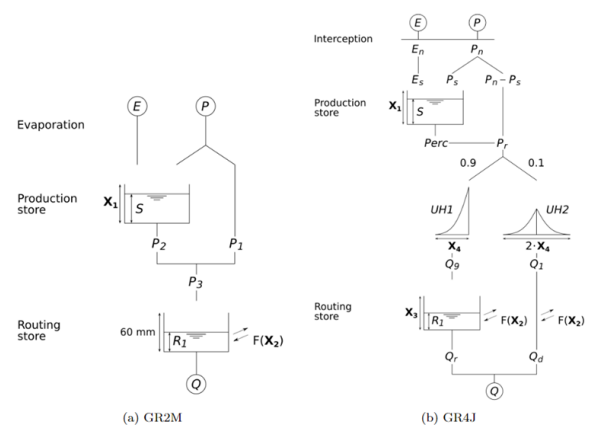 E P
Evaporation
Production
store
X1
S
P2 P1
P3
Routing
store
60 mm
R1
F(X2)
Q
(a) GR2M
E P
Interception
En Pn
Es Ps Pn – Ps
Production
store
X1
S
Perc Pr
0.9 0.1
UH1 UH2
X4 2·X4
Q9 Q1
Routing
store
X3
R1
F(X2) F(X2)
Qr Qd
Q
(b) GR4J